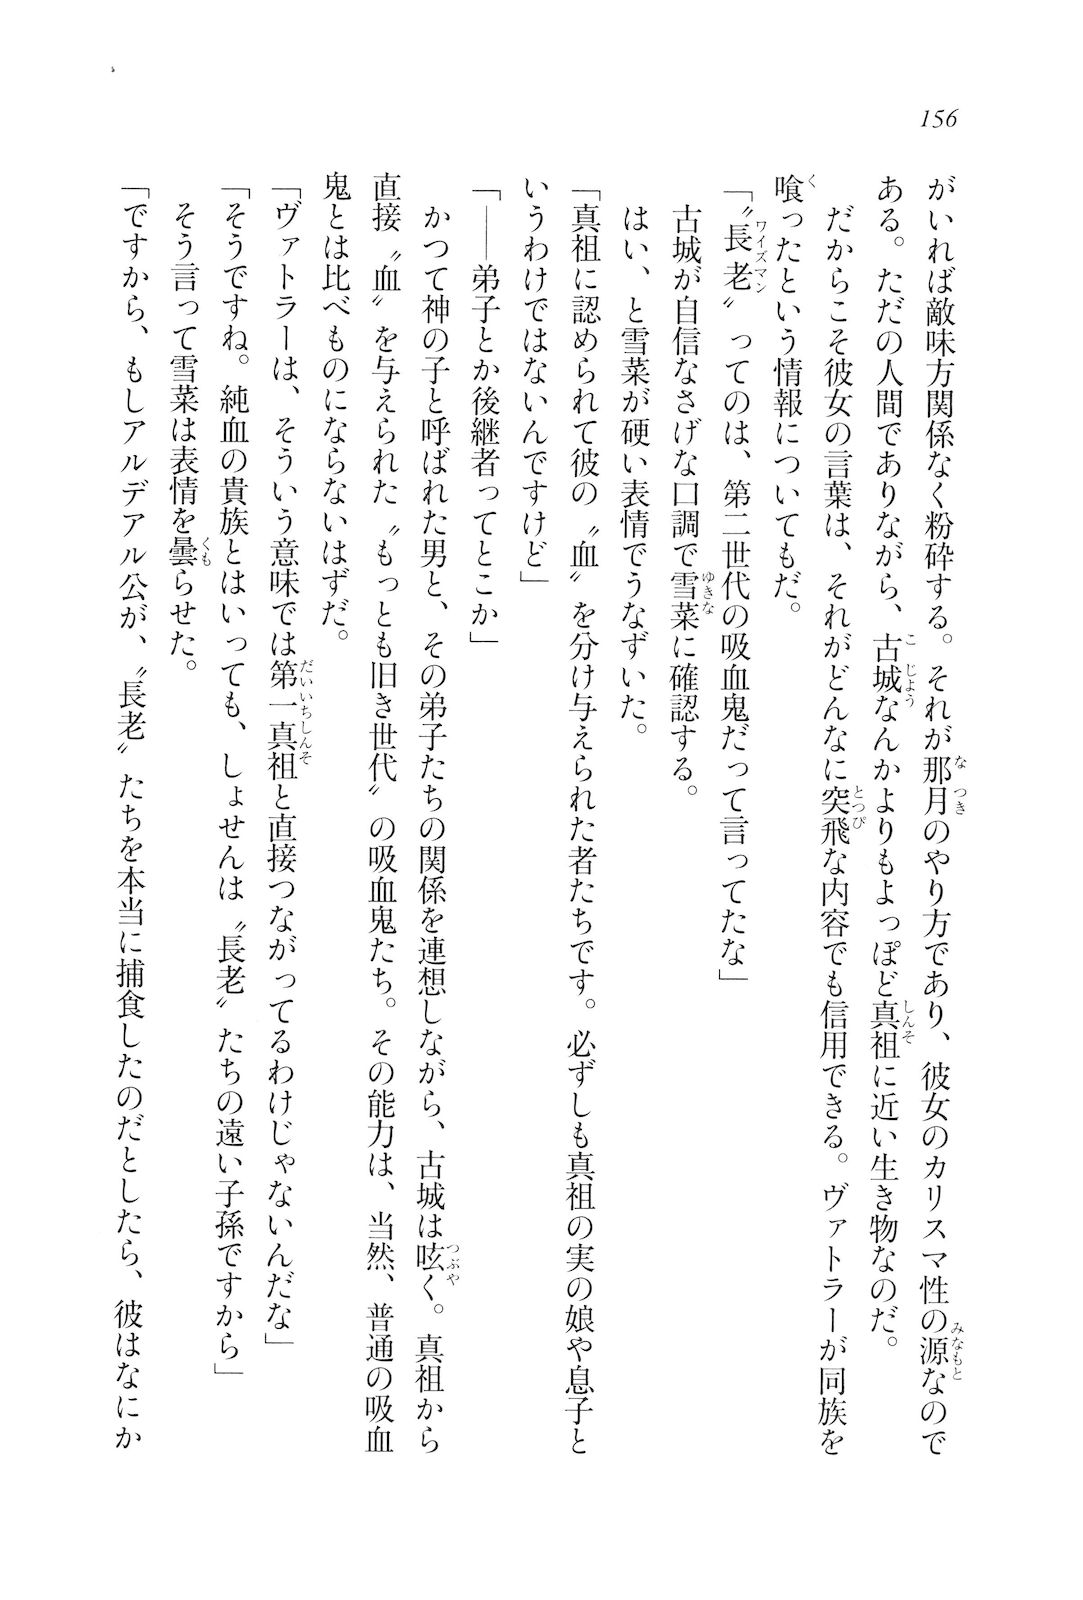 156
がいれば敵味方関係なく粉砕する。それが那月のやり方であり、彼女のカリスマ性の源なので
ある。ただの人間でありながら、古城なんかよりもよっぽど真祖に近い生き物なのだ。
だからこそ彼女の言葉は、それがどんなに突飛な内容でも信用できる。ヴァトラーが同族を
喰ったという情報についてもだ。
「〝長老〟ってのは、第二世代の吸血鬼だって言ってたな」
古城が自信なさげな口調で雪菜に確認する。
はい、と雪菜が硬い表情でうなずいた。
「真祖に認められて彼の〝血〟を分け与えられた者たちです。必ずしも真祖の実の娘や息子と
いうわけではないんですけど」
「――弟子とか後継者ってとこか」
かつて神の子と呼ばれた男と、その弟子たちの関係を連想しながら、古城は呟く。真祖から
直接〝血〟を与えられた〝もっとも旧き世代〟の吸血鬼たち。その能力は、当然、普通の吸血
鬼とは比べものにならないはずだ。
「ヴァトラーは、そういう意味では第一真祖と直接つながってるわけじゃないんだな」
「そうですね。純血の貴族とはいっても、しょせんは〝長老〟たちの遠い子孫ですから」
そう言って雪菜は表情を曇らせた。
「ですから、もしアルデアル公が、〝長老〟たちを本当に捕食したのだとしたら、彼はなにか